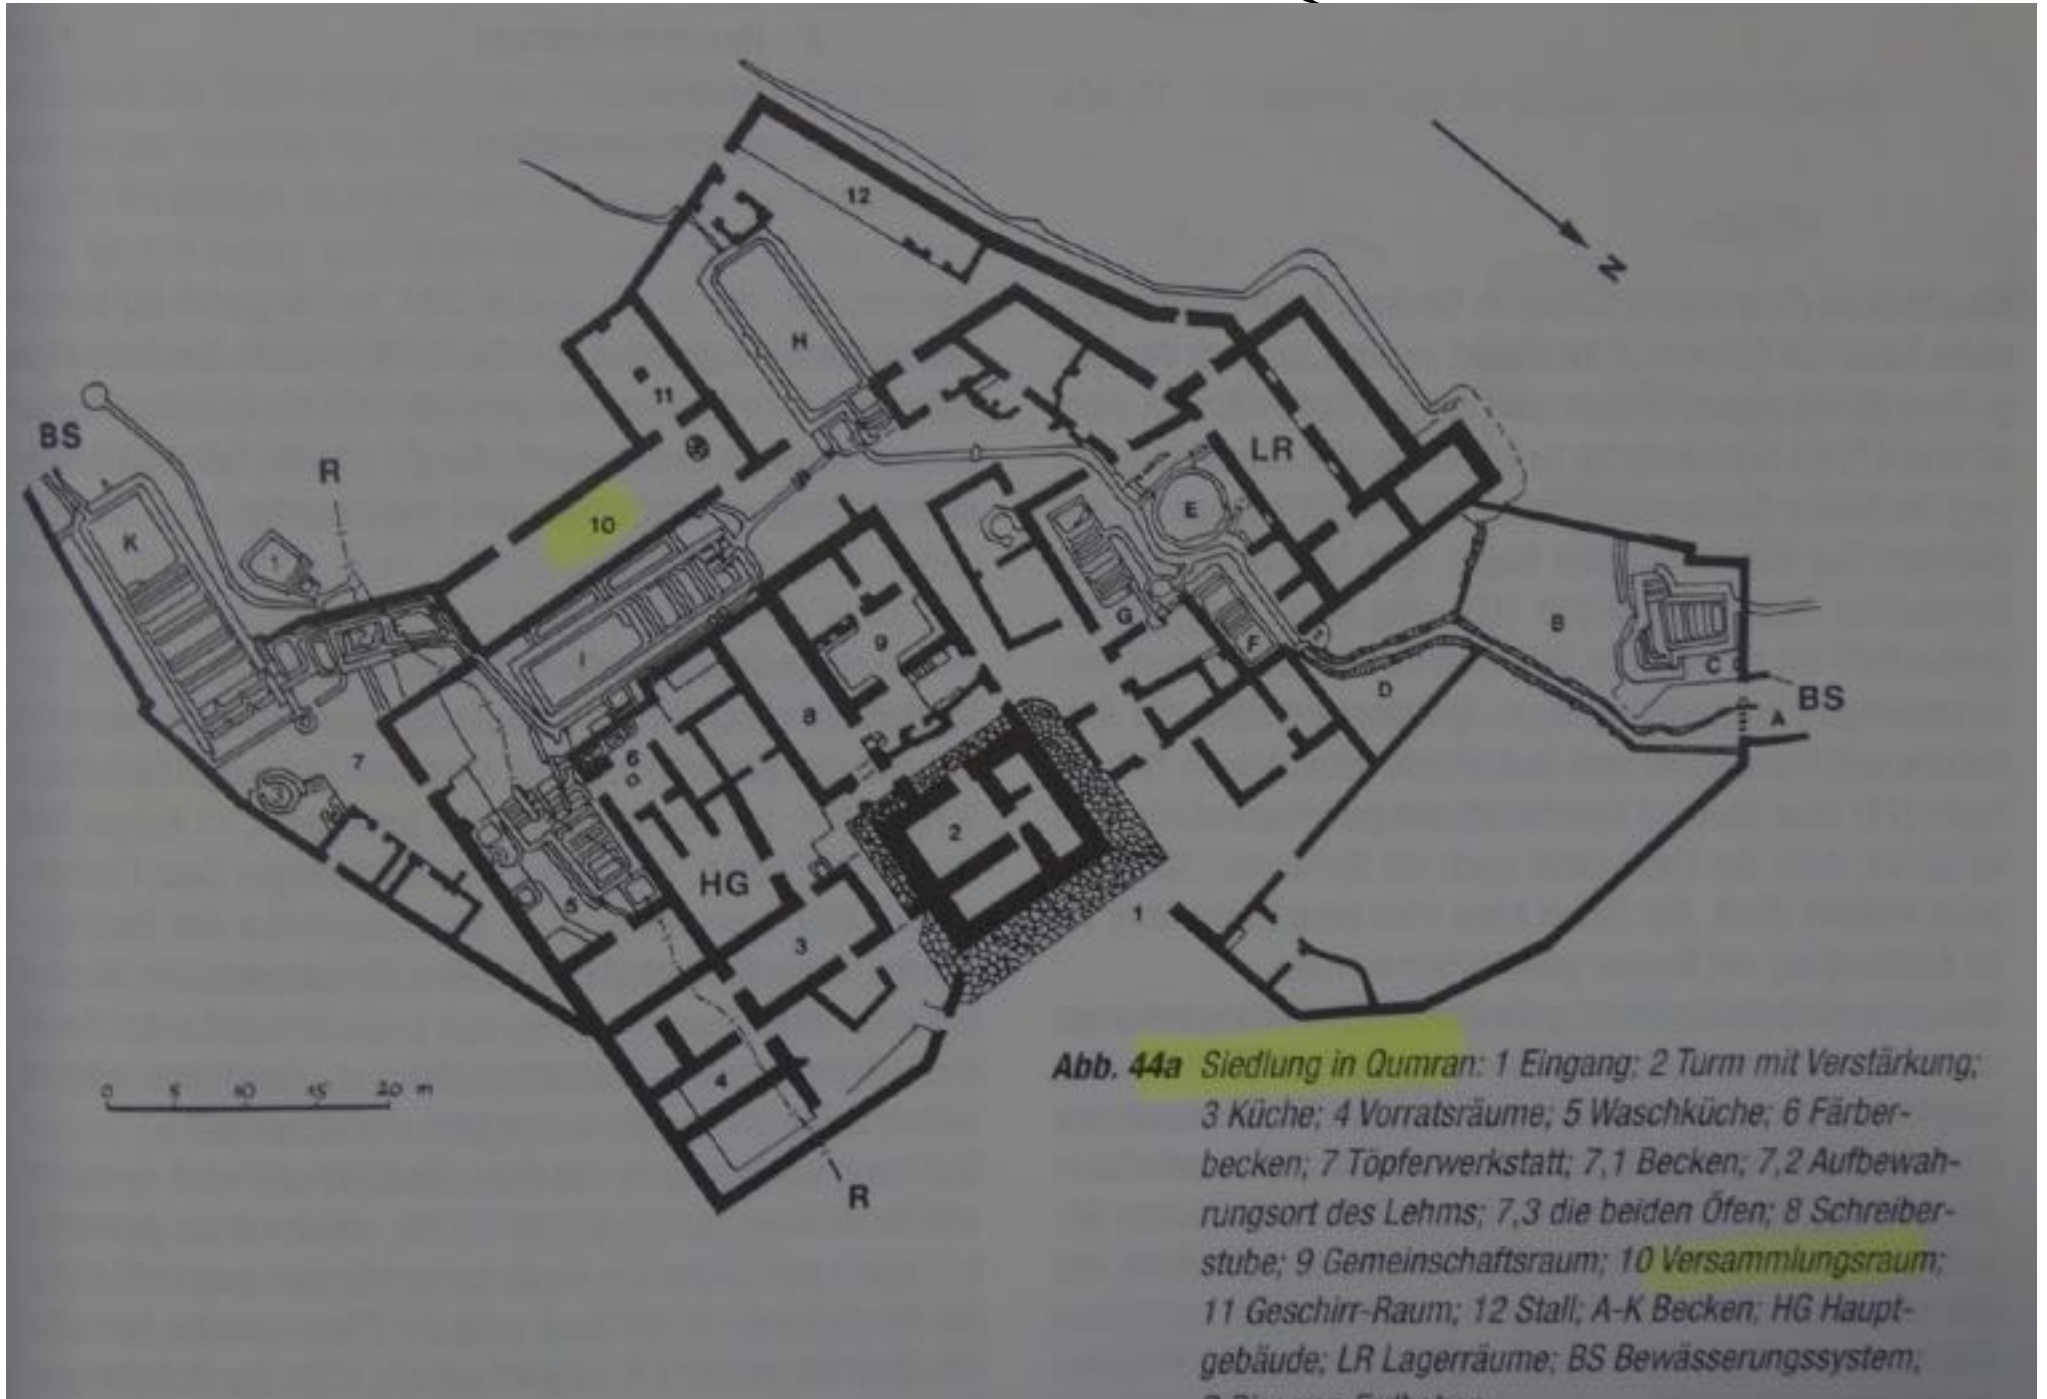 12
N
H
11
BS
R
LR
10
E
K
1
G
9
B
F
I
C
D
BS
8
A
6
7
2
3
HG
5
1
3
4
0 5 10 15 20 m
R
Abb. 44a Siedlung in Qumran: 1 Eingang; 2 Turm mit Verstärkung;
3 Küche; 4 Vorratsräume; 5 Waschküche; 6 Färber-
becken; 7 Töpferwerkstatt; 7,1 Becken; 7,2 Aufbewah-
rungsort des Lehms; 7,3 die beiden Öfen; 8 Schreiber-
stube; 9 Gemeinschaftsraum; 10 Versammlungsraum;
11 Geschirr-Raum; 12 Stall; A-K Becken; HG Haupt-
gebäude; LR Lagerräume; BS Bewässerungssystem;